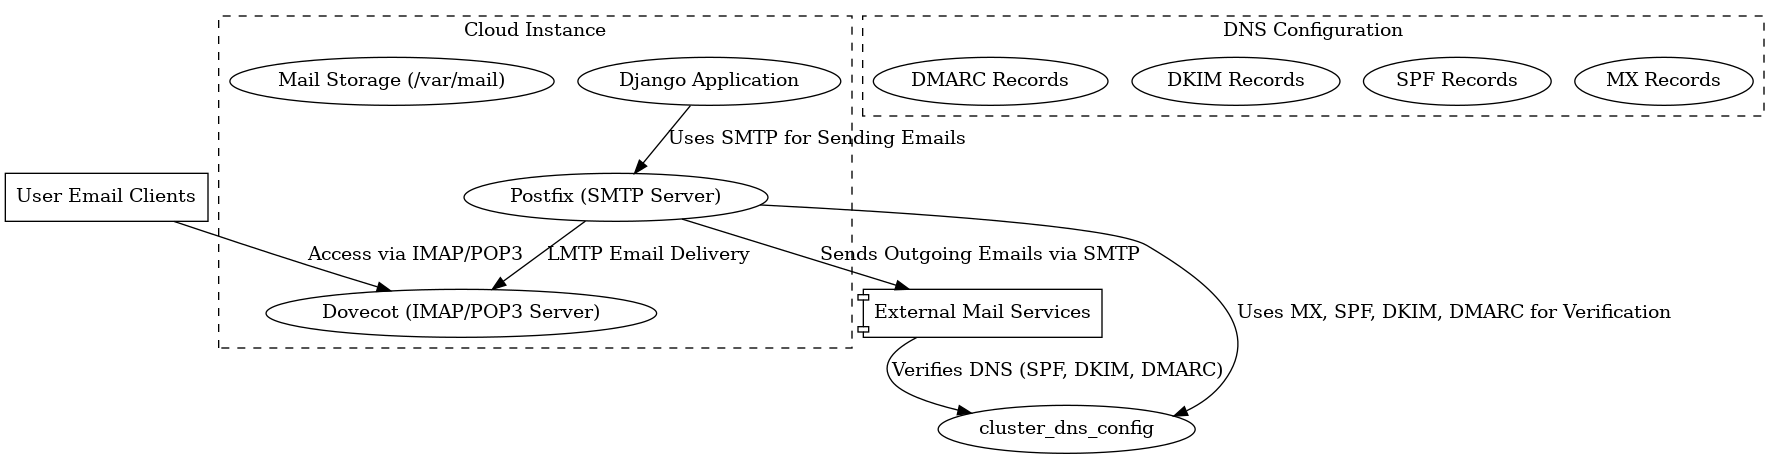 Cloud Instance
DNS Configuration
Mail Storage (/var/mail)
Django Application
DMARC Records
DKIM Records
SPF Records
MX Records
Uses SMTP for Sending Emails
User Email Clients
Postfix (SMTP Server)
Access via IMAP/POP3
LMTP Email Delivery
Sends Outgoing Emails via SMTP
Dovecot (IMAP/POP3 Server)
External Mail Services
Uses MX, SPF, DKIM, DMARC for Verification
Verifies DNS (SPF, DKIM, DMARC)
cluster_dns_config